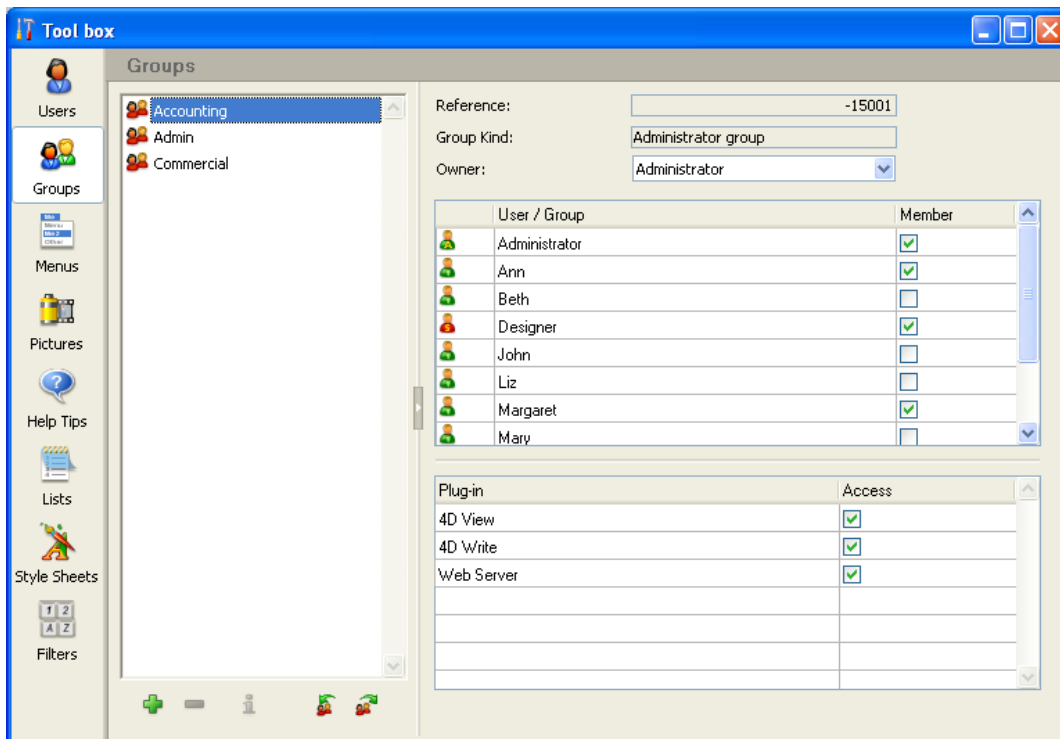 Tool box
Groups
Users
Groups
Menus
Pictures
Help Tips
Lists
Style Sheets
1 2
A Z
Filters
Accounting
Admin
Commercial
Reference: -15001
Group Kind: Administrator group
Owner: Administrator
User / Group Member
Administrator
Ann
Beth
Designer
John
Liz
Margaret
Mary
Plug-in Access
4D View
4D Write
Web Server